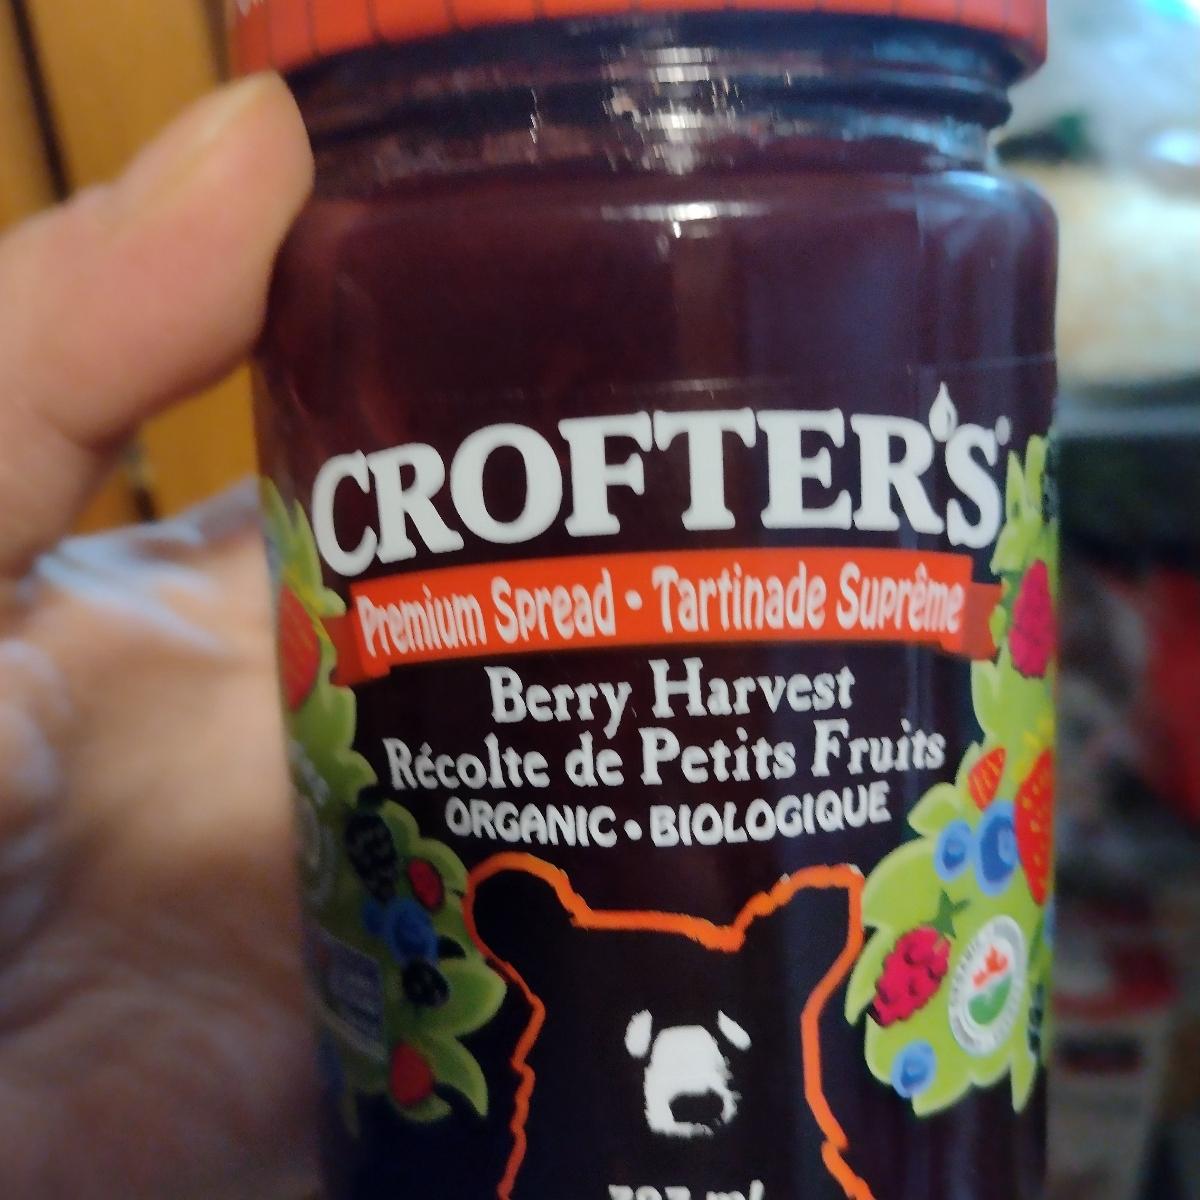 CROFTER'S
Premium Spread • Tartinade Suprême
Berry Harvest
Récolte de Petits Fruits
ORGANIC • BIOLOGIQUE